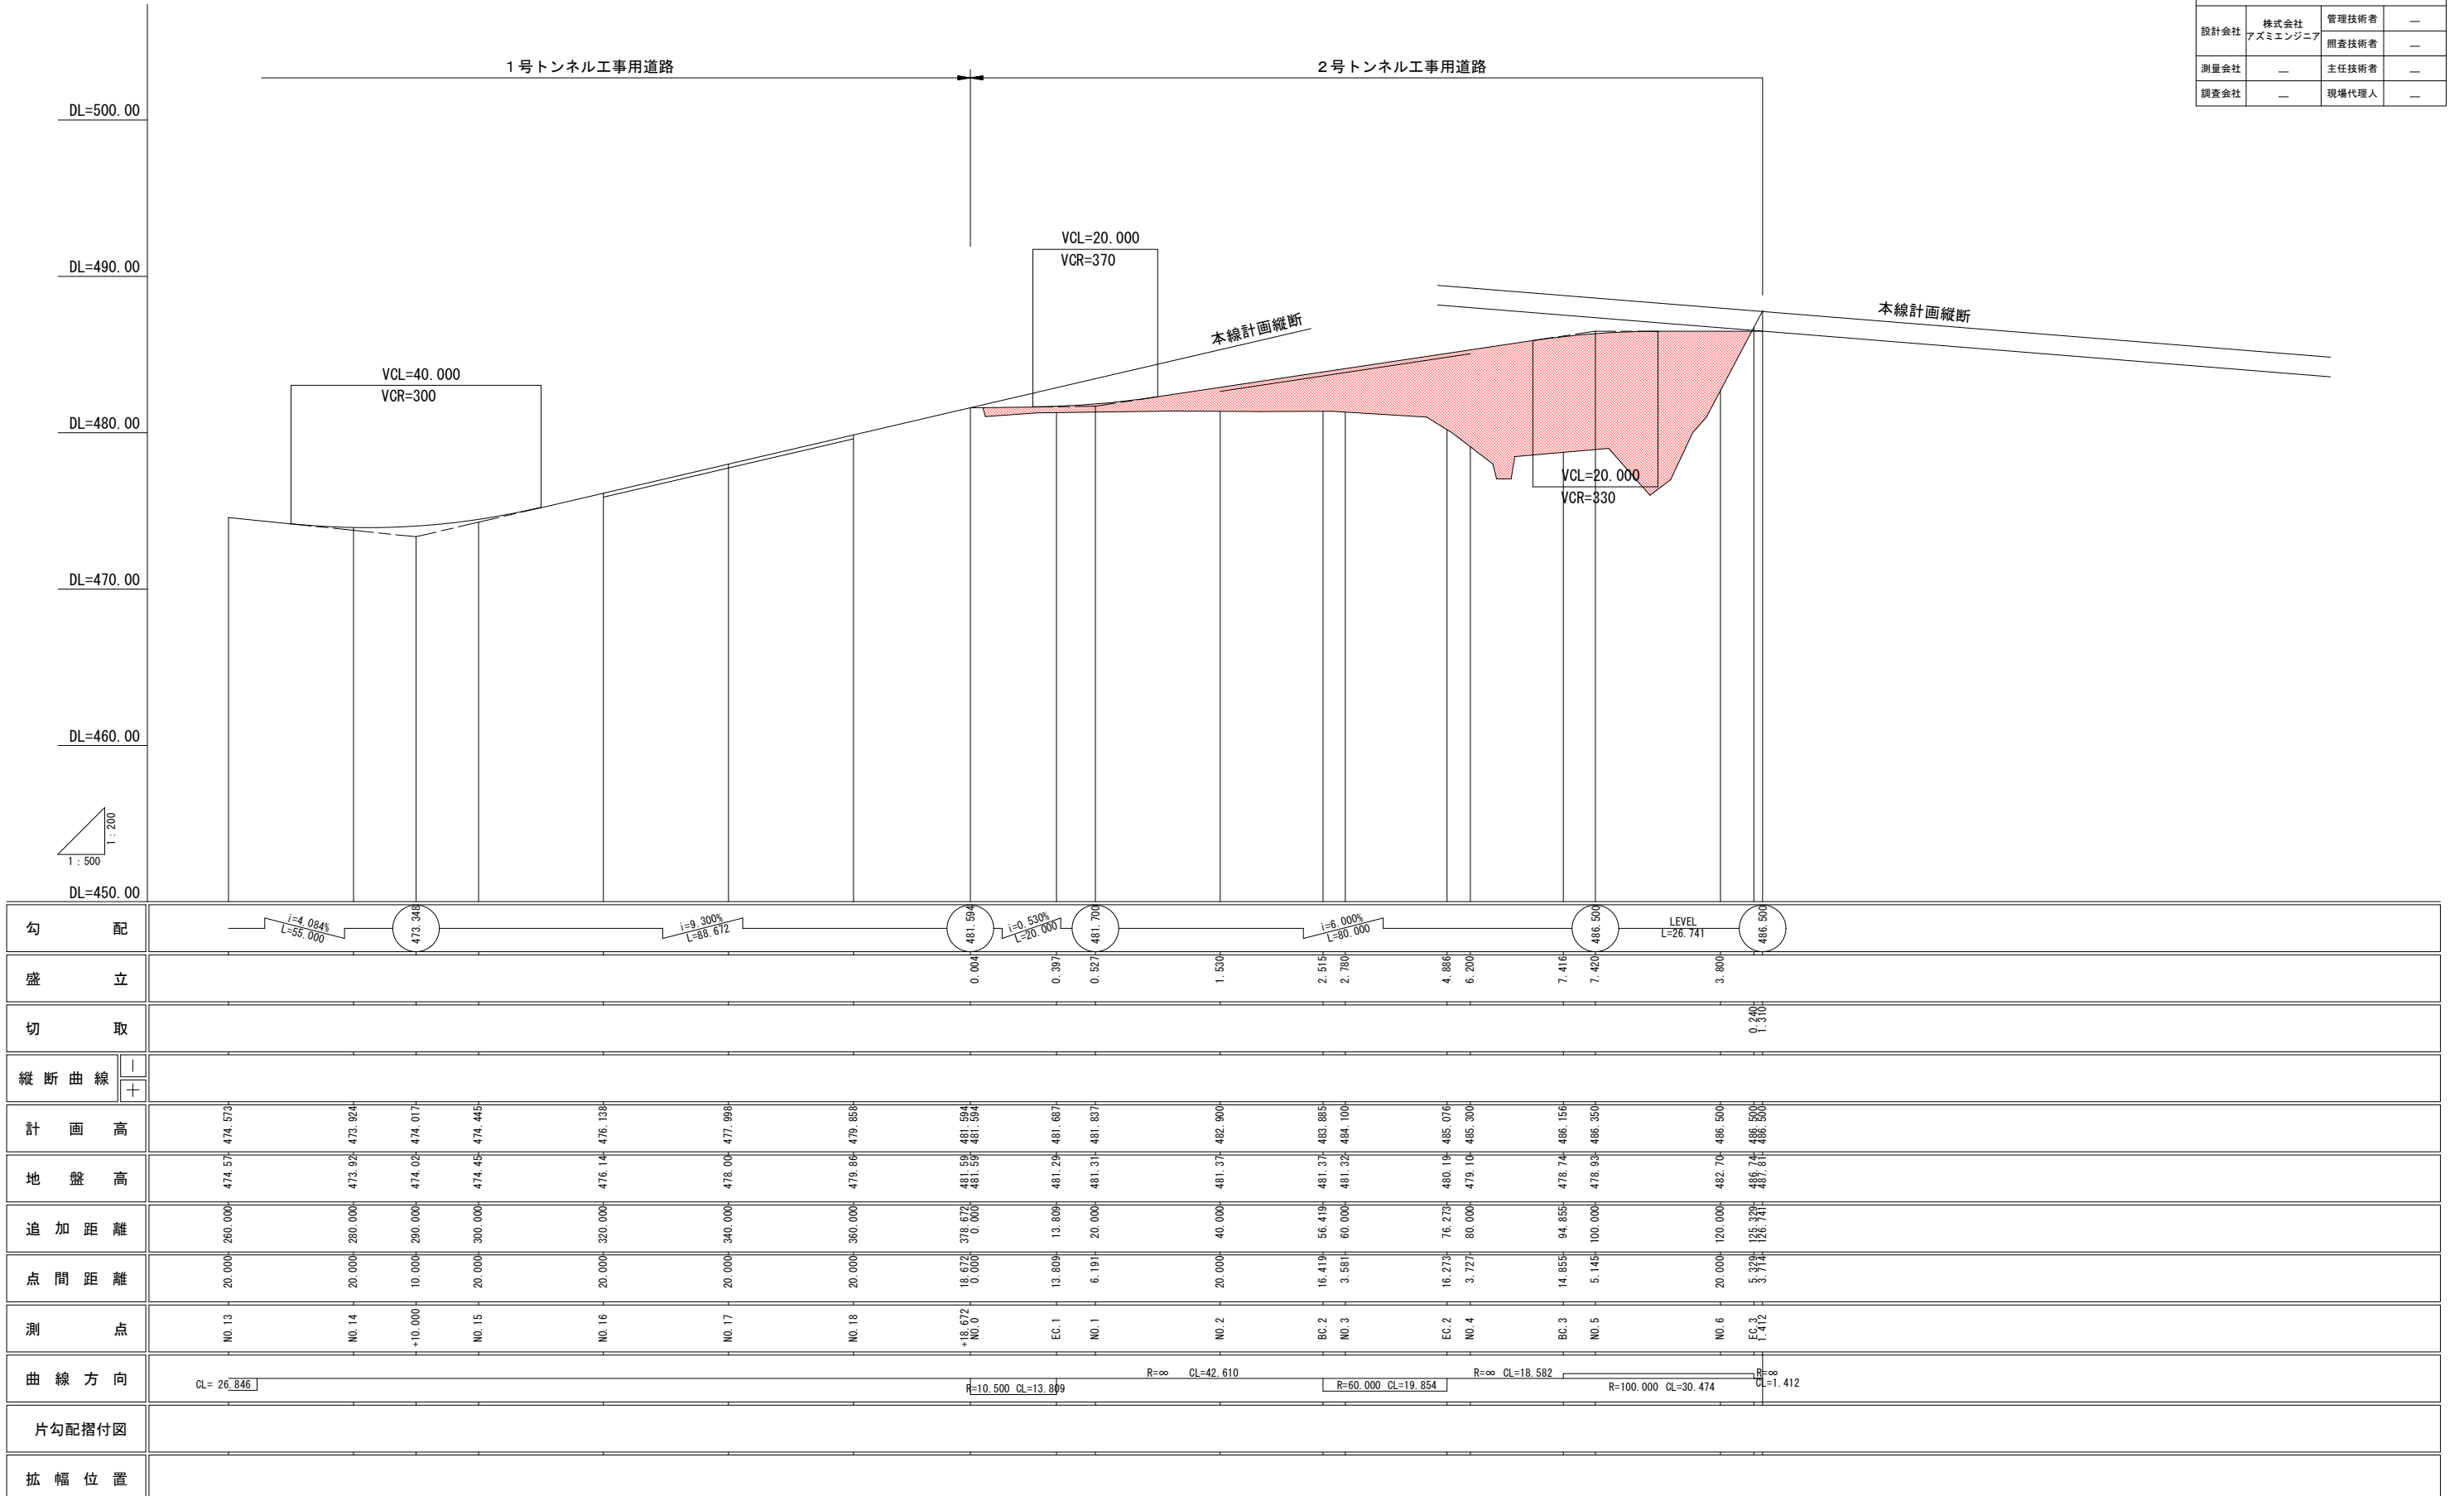 設計会社 株式会社アズミエンジニア 管理技術者 ―
照査技術者 ―
測量会社 ― 主任技術者 ―
調査会社 ― 現場代理人 ―
1号トンネル工事用道路
2号トンネル工事用道路
DL=500.00
DL=490.00
DL=480.00
DL=470.00
DL=460.00
DL=450.00
VCL=40.000
VCR=300
VCL=20.000
VCR=370
本線計画縦断
本線計画縦断
VCL=20.000
VCR=330
1:200
1:500
勾配
i=4.084%
L=55.000
473.348
i=9.300%
L=88.672
481.594
i=0.530%
L=20.000
481.700
i=6.000%
L=80.000
486.500
LEVEL
L=26.741
486.500
盛立 0.004 0.397 0.527 1.530 2.515 2.780 4.886 6.200 7.416 7.420 3.800
切取 0.240 1.310
縦断曲線 − +
計画高 474.573 473.924 474.017 474.445 476.138 477.998 479.858 481.594 481.594 481.687 481.837 482.900 483.885 484.100 485.076 485.300 486.156 486.350 486.500 486.500 486.500
地盤高 474.57 473.92 474.02 474.45 476.14 478.00 479.86 481.59 481.59 481.29 481.31 481.37 481.37 481.32 480.19 479.10 478.74 478.93 482.70 486.74 487.81
追加距離 260.000 280.000 290.000 300.000 320.000 340.000 360.000 378.672 0.000 13.809 20.000 40.000 56.419 60.000 76.273 80.000 94.855 100.000 120.000 125.329 126.741
点間距離 20.000 20.000 10.000 20.000 20.000 20.000 20.000 18.672 0.000 13.809 6.191 20.000 16.419 3.581 16.273 3.727 14.855 5.145 20.000 5.329 3.714
測点 NO.13 NO.14 +10.000 NO.15 NO.16 NO.17 NO.18 +18.672 NO.0 EC.1 NO.1 NO.2 BC.2 NO.3 EC.2 NO.4 BC.3 NO.5 NO.6 EC.3 1.412
曲線方向 CL= 26.846 R=10.500 CL=13.809 R=∞ CL=42.610 R=60.000 CL=19.854 R=∞ CL=18.582 R=100.000 CL=30.474 R=∞ CL=1.412
片勾配摺付図
拡幅位置